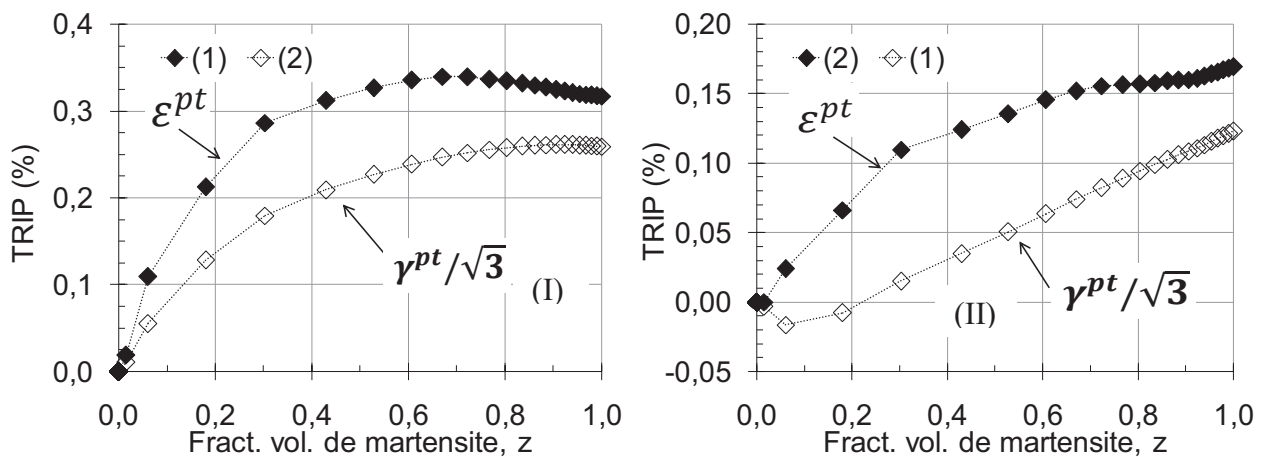 0,4
0,3
0,2
0,1
0,0
TRIP (%)
(1) (2)
ε^pt
γ^pt/√3
(I)
0,0 0,2 0,4 0,6 0,8 1,0
Fract. vol. de martensite, z
0,20
0,15
0,10
0,05
0,00
-0,05
TRIP (%)
(2) (1)
ε^pt
γ^pt/√3
(II)
0,0 0,2 0,4 0,6 0,8 1,0
Fract. vol. de martensite, z